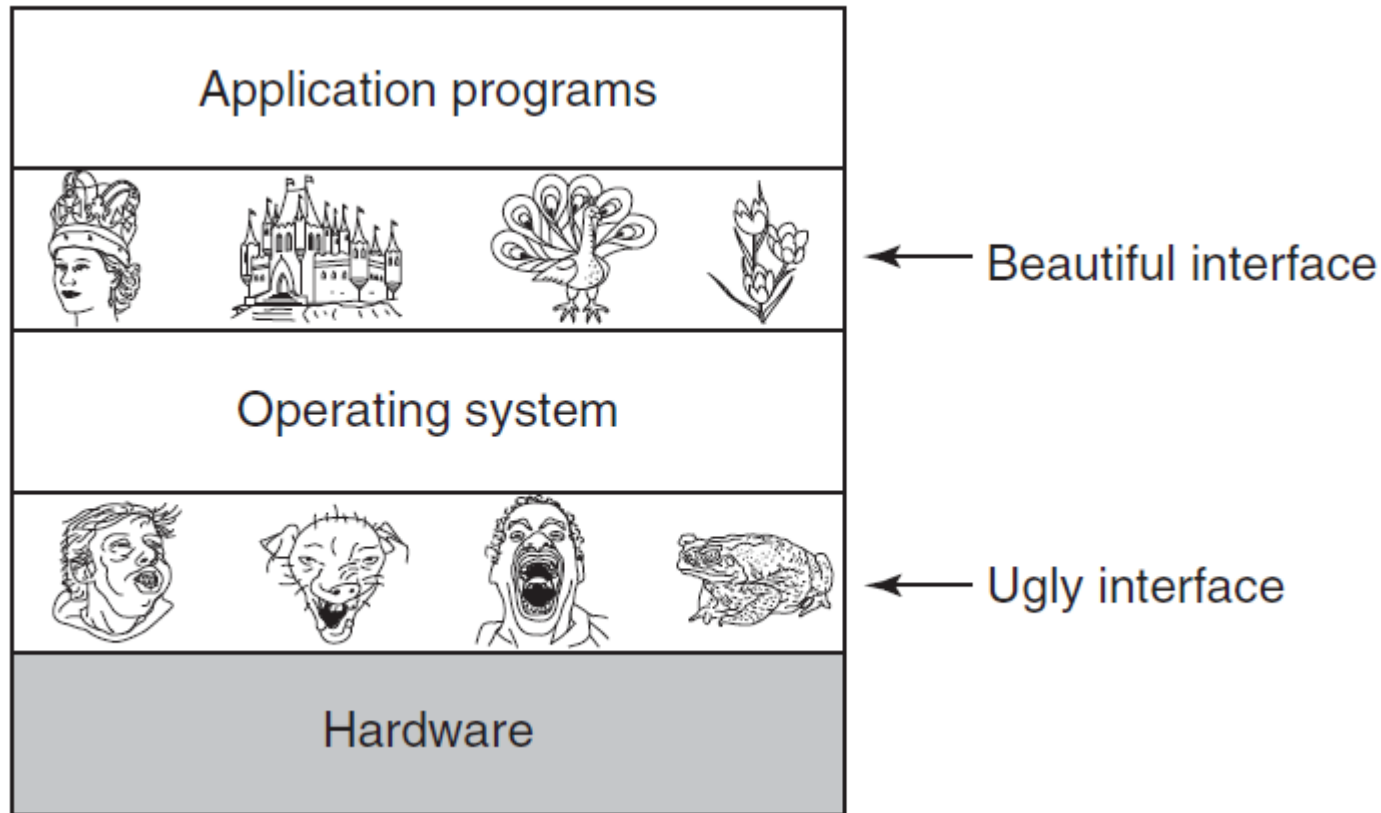 Application programs
Beautiful interface
Operating system
Ugly interface
Hardware